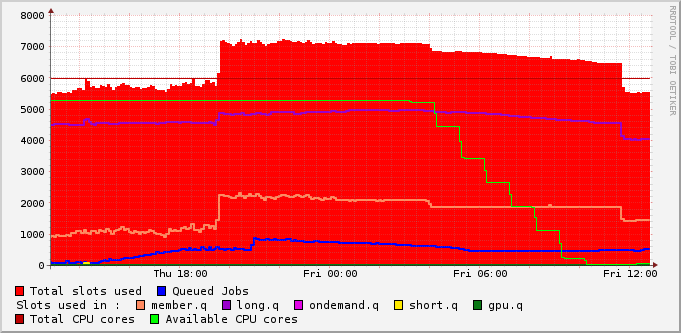 8000
7000
6000
5000
4000
3000
2000
1000
0
Thu 18:00 Fri 00:00 Fri 06:00 Fri 12:00
Total slots used Queued Jobs
Slots used in : member.q long.q ondemand.q short.q gpu.q
Total CPU cores Available CPU cores
RRDTOOL / TOBI OETIKER